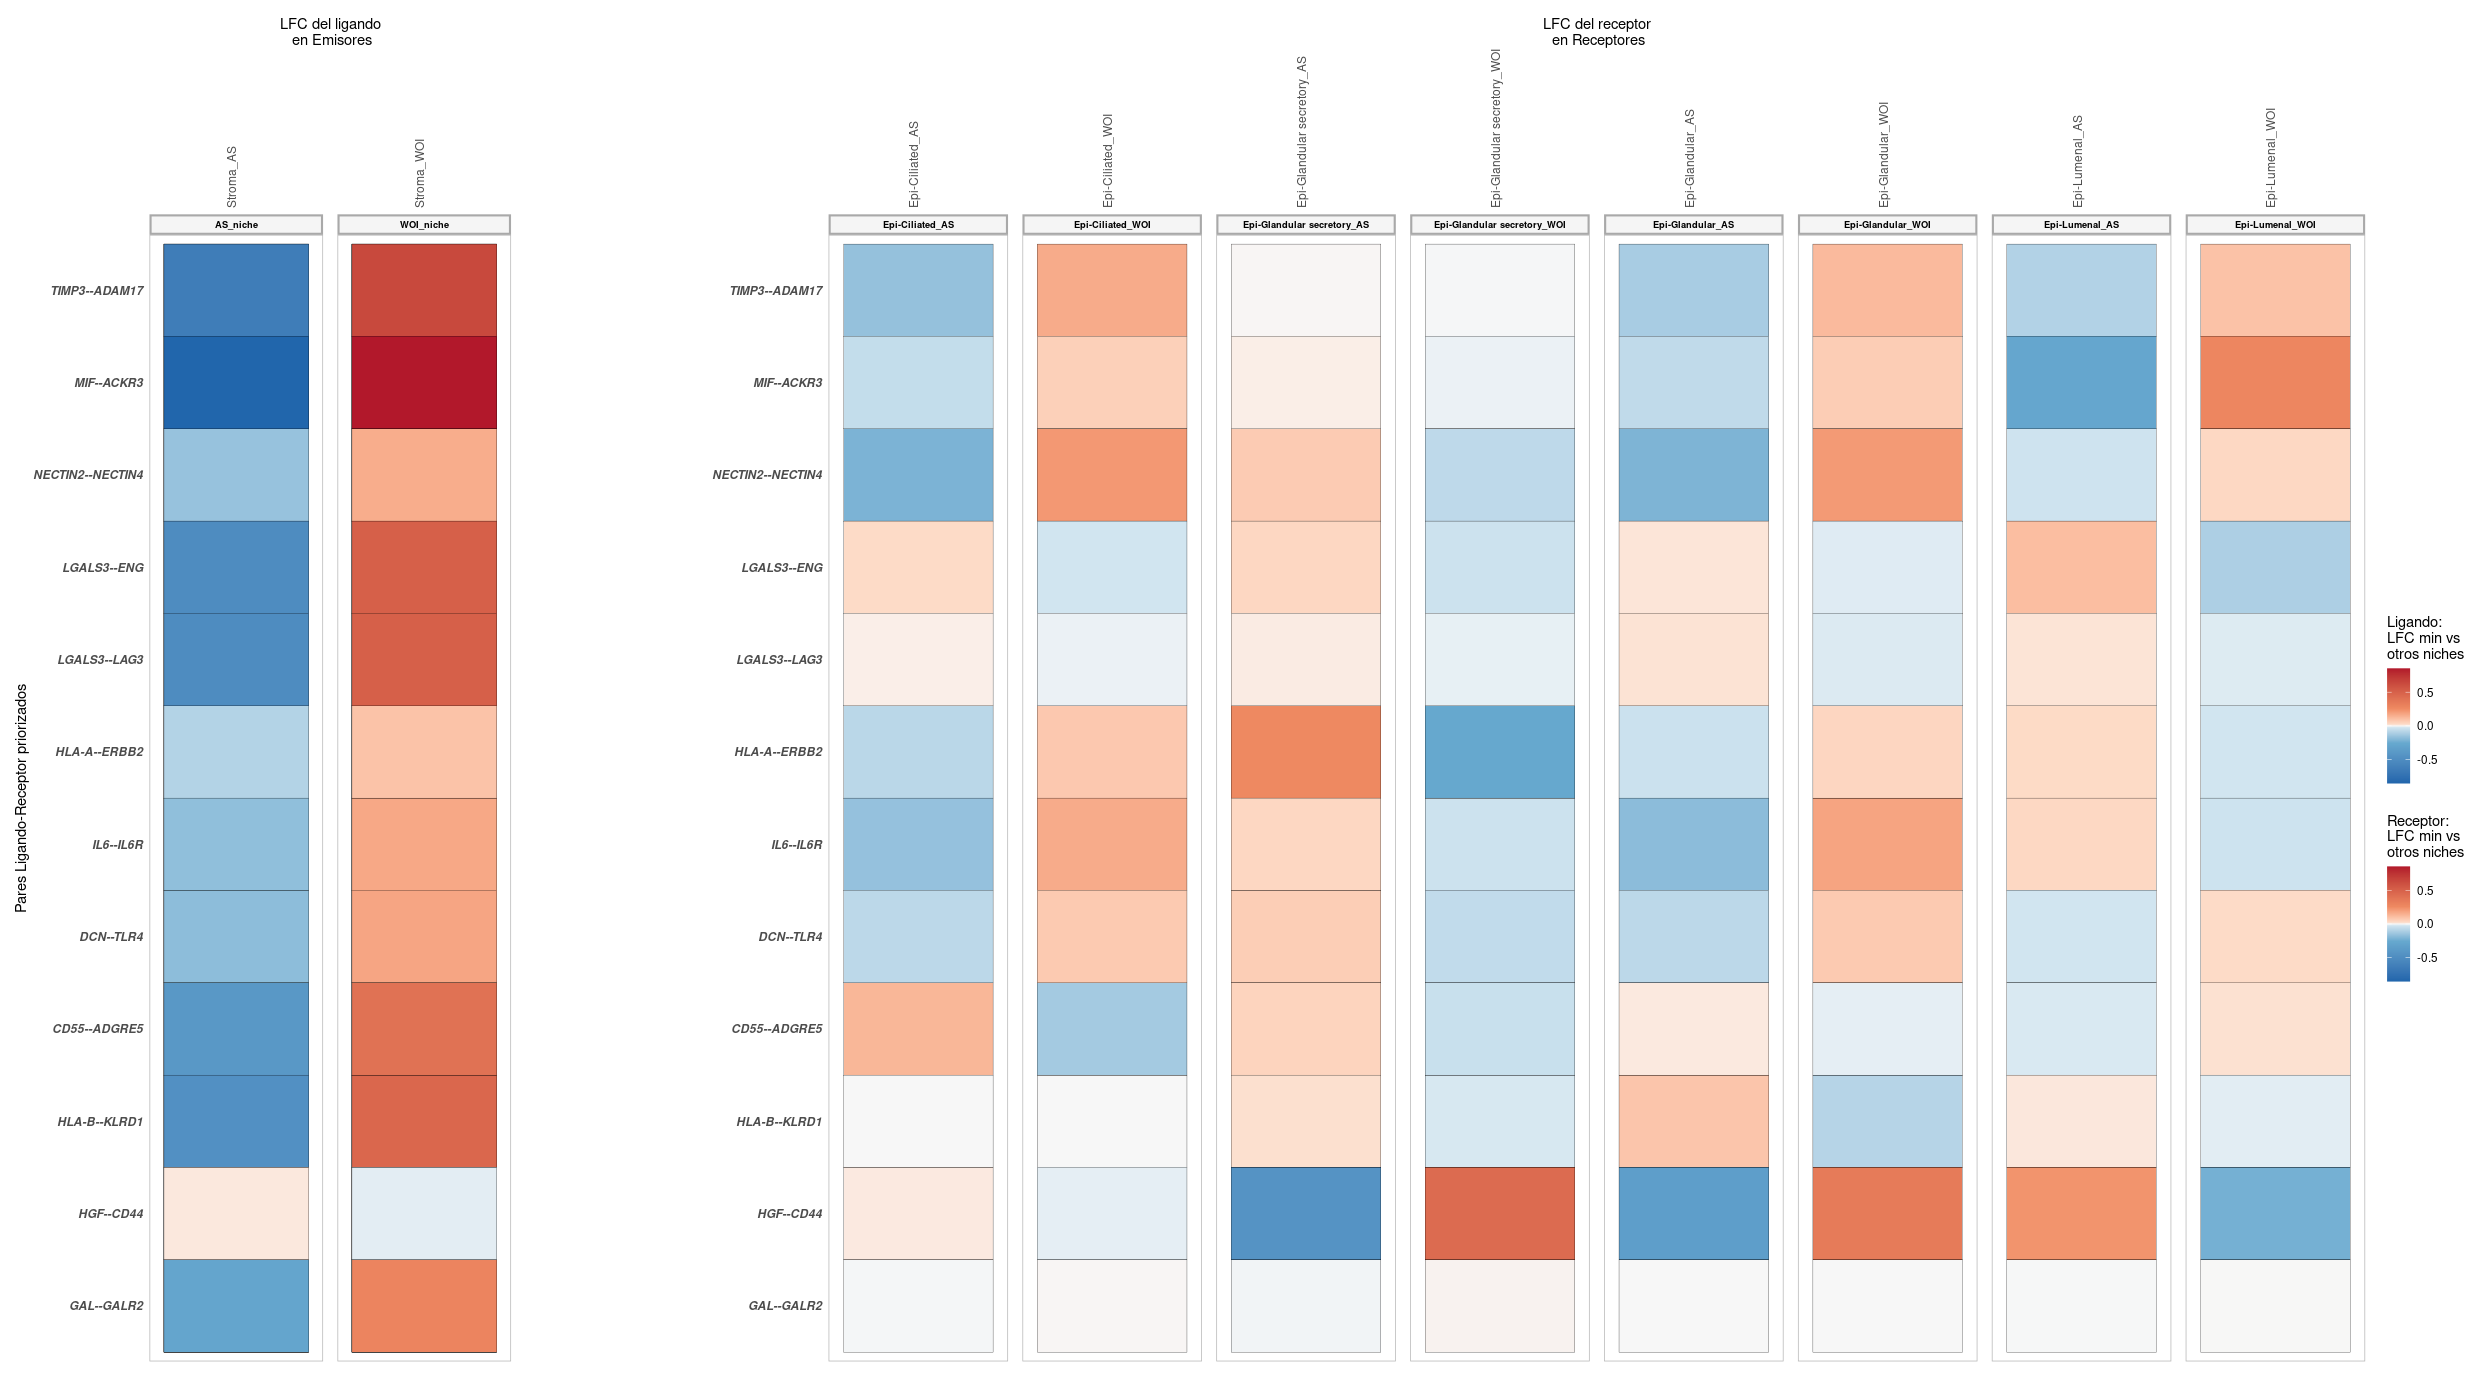 LFC del ligando
en Emisores
LFC del receptor
en Receptores
Stroma_AS
Stroma_WOI
Epi-Ciliated_AS
Epi-Ciliated_WOI
Epi-Glandular secretory_AS
Epi-Glandular secretory_WOI
Epi-Glandular_AS
Epi-Glandular_WOI
Epi-Lumenal_AS
Epi-Lumenal_WOI
AS_niche
WOI_niche
Epi-Ciliated_AS
Epi-Ciliated_WOI
Epi-Glandular secretory_AS
Epi-Glandular secretory_WOI
Epi-Glandular_AS
Epi-Glandular_WOI
Epi-Lumenal_AS
Epi-Lumenal_WOI
Pares Ligando-Receptor priorizados
TIMP3--ADAM17
MIF--ACKR3
NECTIN2--NECTIN4
LGALS3--ENG
LGALS3--LAG3
HLA-A--ERBB2
IL6--IL6R
DCN--TLR4
CD55--ADGRE5
HLA-B--KLRD1
HGF--CD44
GAL--GALR2
TIMP3--ADAM17
MIF--ACKR3
NECTIN2--NECTIN4
LGALS3--ENG
LGALS3--LAG3
HLA-A--ERBB2
IL6--IL6R
DCN--TLR4
CD55--ADGRE5
HLA-B--KLRD1
HGF--CD44
GAL--GALR2
Ligando:
LFC min vs
otros niches
0.5
0.0
-0.5
Receptor:
LFC min vs
otros niches
0.5
0.0
-0.5